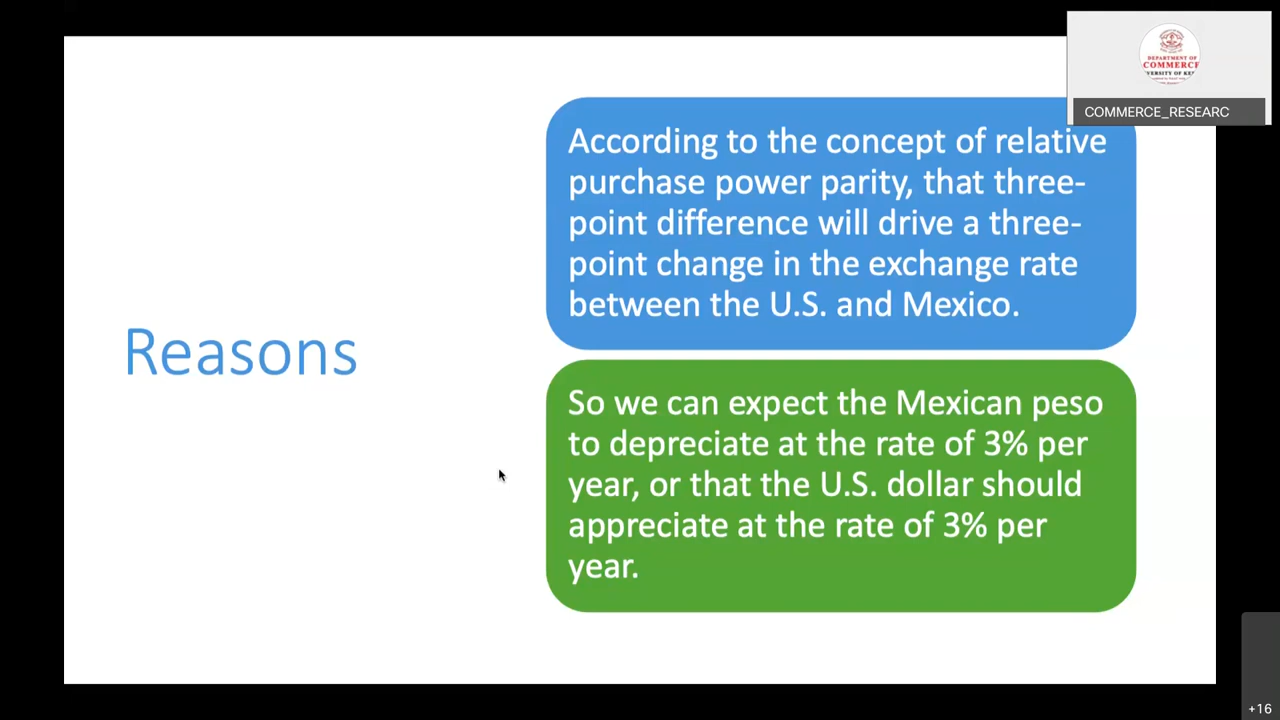 According to the concept of relative
purchase power parity, that three-
point difference will drive a three-
point change in the exchange rate
between the U.S. and Mexico.
Reasons
So we can expect the Mexican peso
to depreciate at the rate of 3% per
year, or that the U.S. dollar should
appreciate at the rate of 3% per
year.
DEPARTMENT OF
COMMERCE_RESEARC
+16